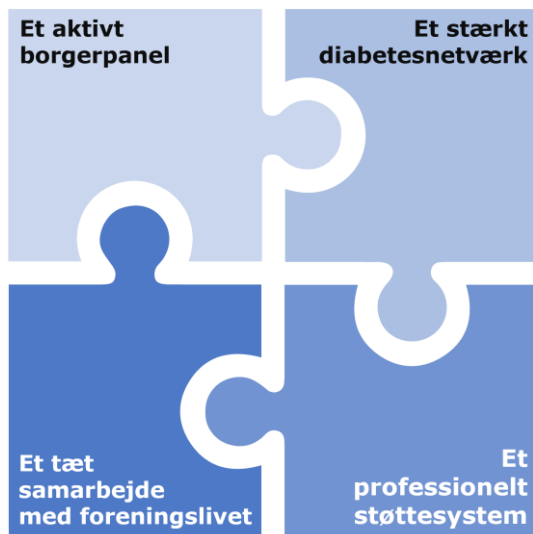 Et aktivt
borgerpanel
Et stærkt
diabetesnetværk
Et tæt
samarbejde
med foreningslivet
Et
professionelt
støttesystem